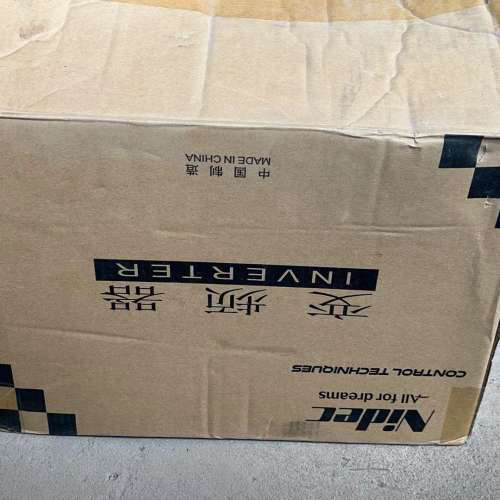 Nidec
All for dreams
CONTROL TECHNIQUES
变频器
INVERTER
中国制造
MADE IN CHINA